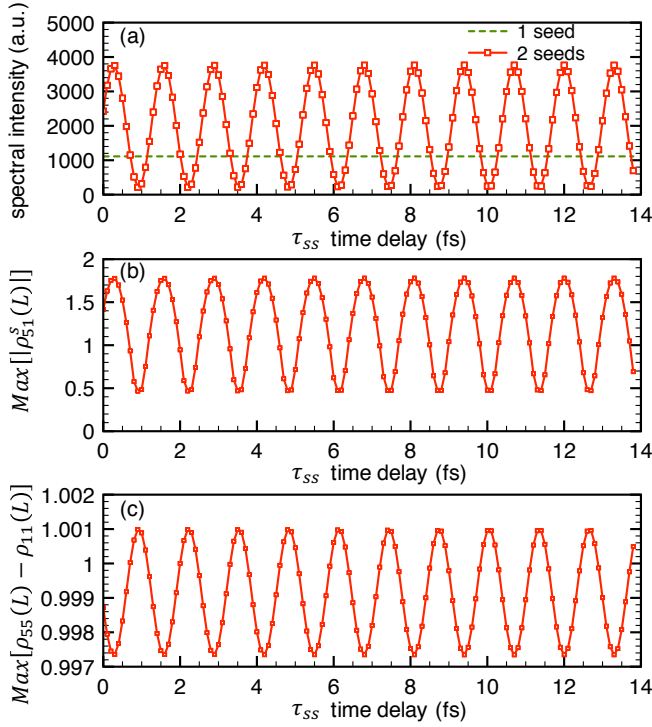 (a)
1 seed
2 seeds
spectral intensity (a.u.)
5000
4000
3000
2000
1000
0
0 2 4 6 8 10 12 14
τss time delay (fs)
(b)
Max[|ρ^s_51(L)|]
2
1.5
1
0.5
0
0 2 4 6 8 10 12 14
τss time delay (fs)
(c)
Max[ρ55(L) − ρ11(L)]
1.002
1.001
1
0.999
0.998
0.997
0 2 4 6 8 10 12 14
τss time delay (fs)